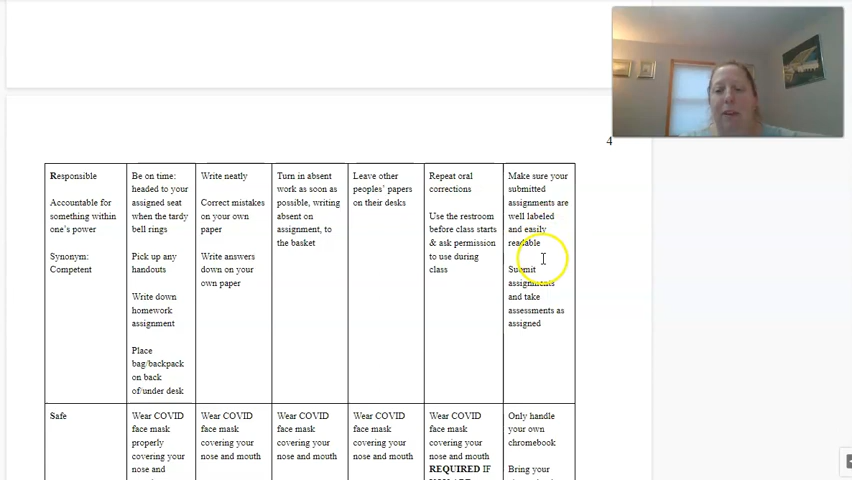 4
Responsible
Accountable for
something within
one's power
Synonym:
Competent
Be on time:
headed to your
assigned seat
when the tardy
bell rings
Pick up any
handouts
Write down
homework
assignment
Place
bag/backpack
on back
of/under desk
Write neatly
Correct mistakes
on your own
paper
Write answers
down on your
own paper
Turn in absent
work as soon as
possible, writing
absent on
assignment, to
the basket
Leave other
peoples' papers
on their desks
Repeat oral
corrections
Use the restroom
before class starts
& ask permission
to use during
class
Make sure your
submitted
assignments are
well labeled
and easily
readable
Submit
assignments
and take
assessments as
assigned
Safe
Wear COVID
face mask
properly
covering your
nose and
Wear COVID
face mask
covering your
nose and mouth
Wear COVID
face mask
covering your
nose and mouth
Wear COVID
face mask
covering your
nose and mouth
Wear COVID
face mask
covering your
nose and mouth
REQUIRED IF
Only handle
your own
chromebook
Bring your